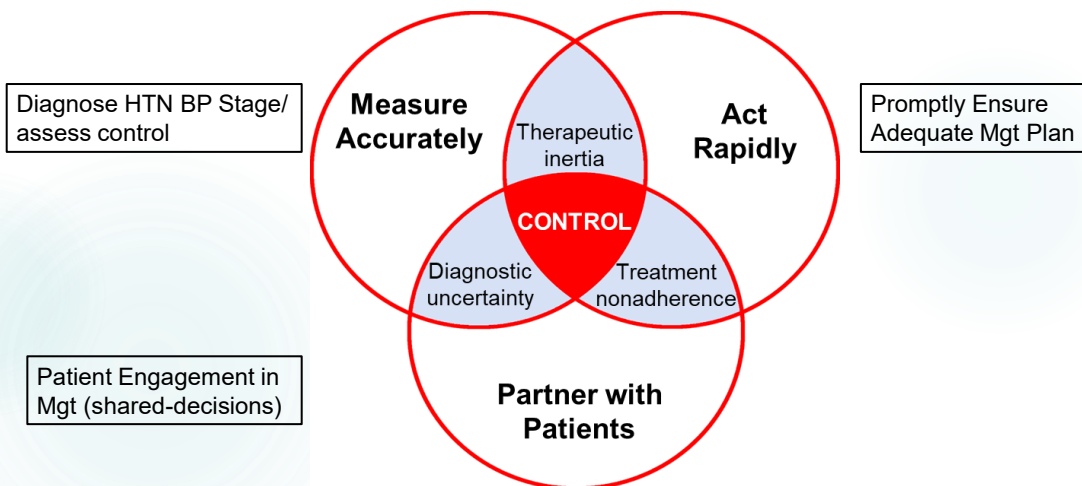 Diagnose HTN BP Stage/
assess control
Measure
Accurately
Therapeutic
inertia
Act
Rapidly
Promptly Ensure
Adequate Mgt Plan
CONTROL
Diagnostic
uncertainty
Treatment
nonadherence
Patient Engagement in
Mgt (shared-decisions)
Partner with
Patients